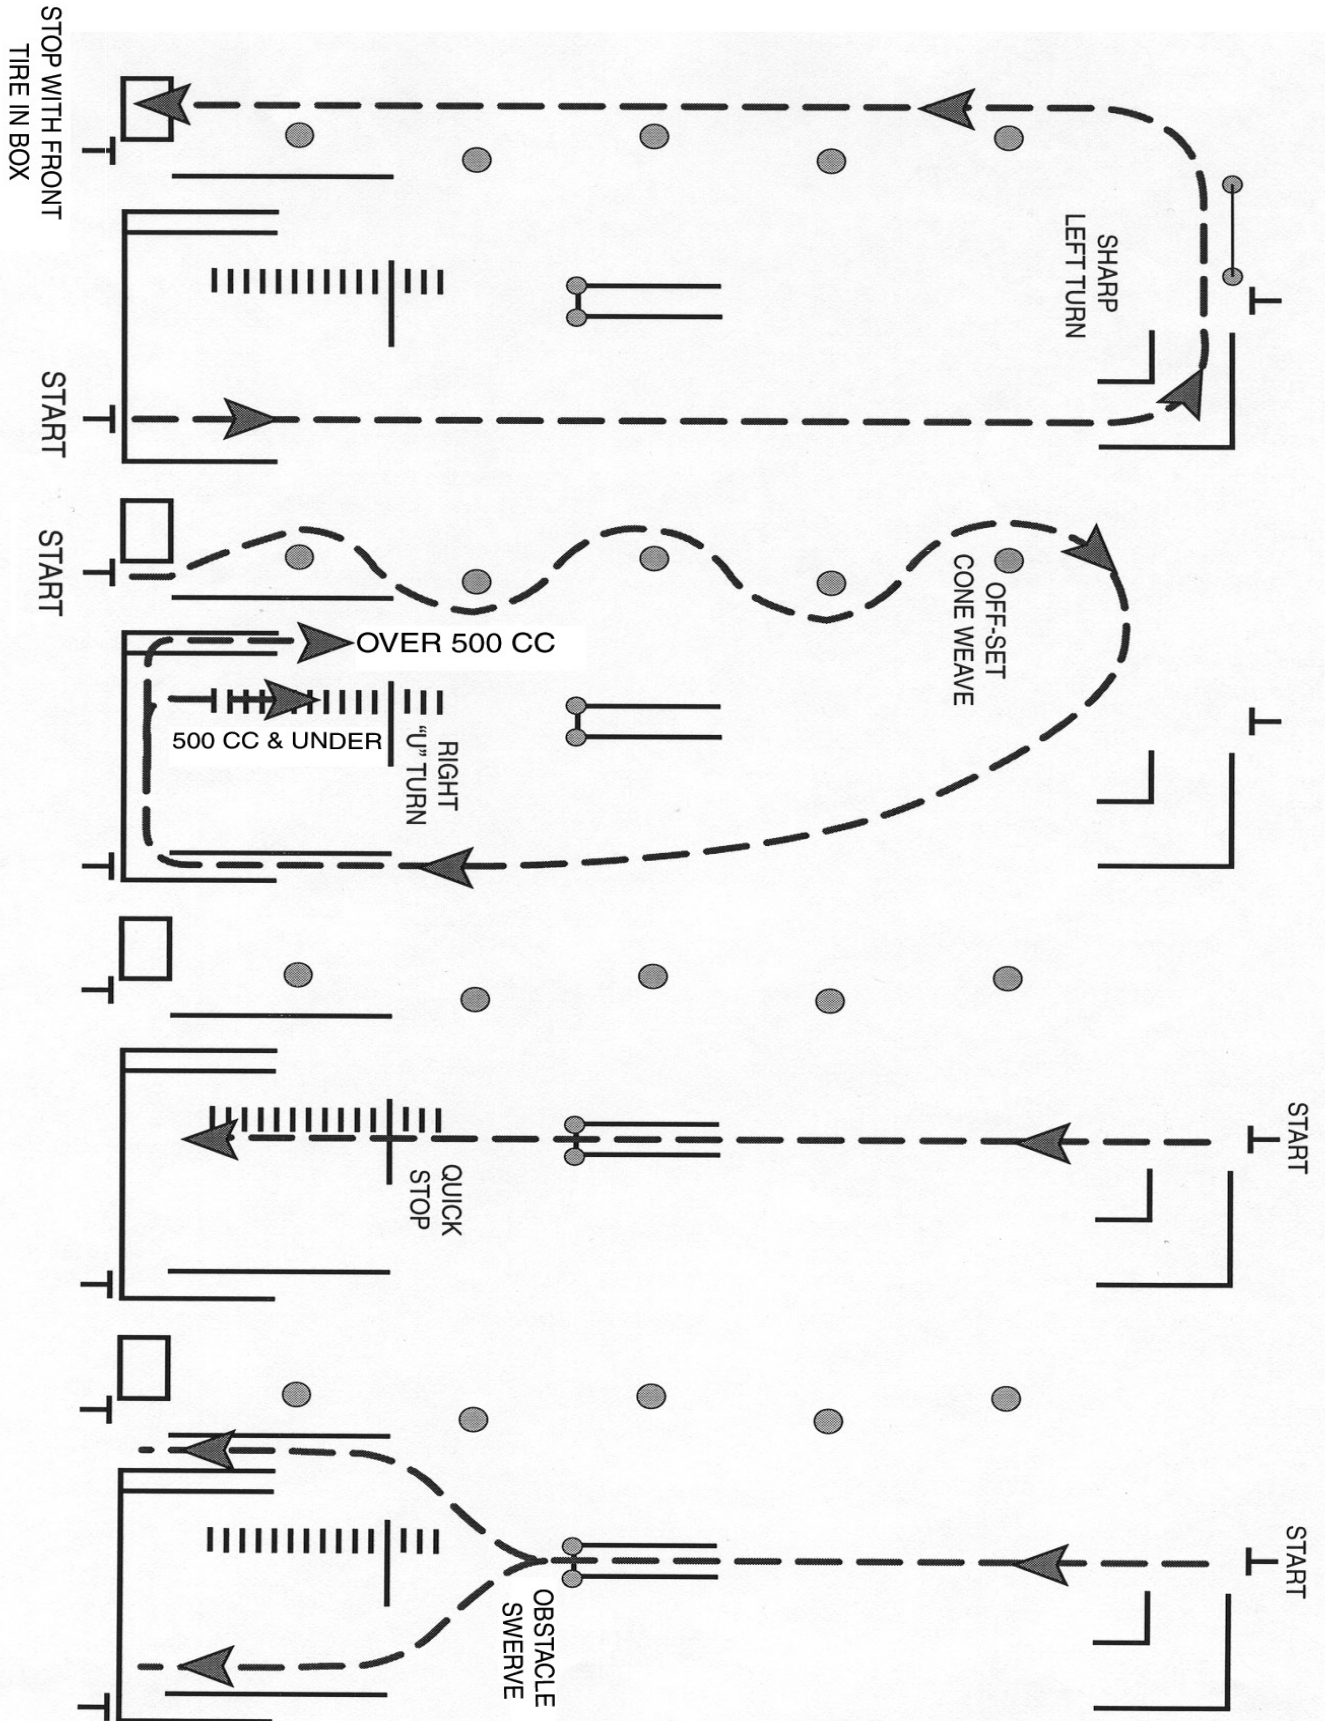 STOP WITH FRONT
TIRE IN BOX
SHARP
LEFT TURN
START
START
OFF-SET
CONE WEAVE
OVER 500 CC
500 CC & UNDER
RIGHT
"U" TURN
START
QUICK
STOP
START
OBSTACLE
SWERVE